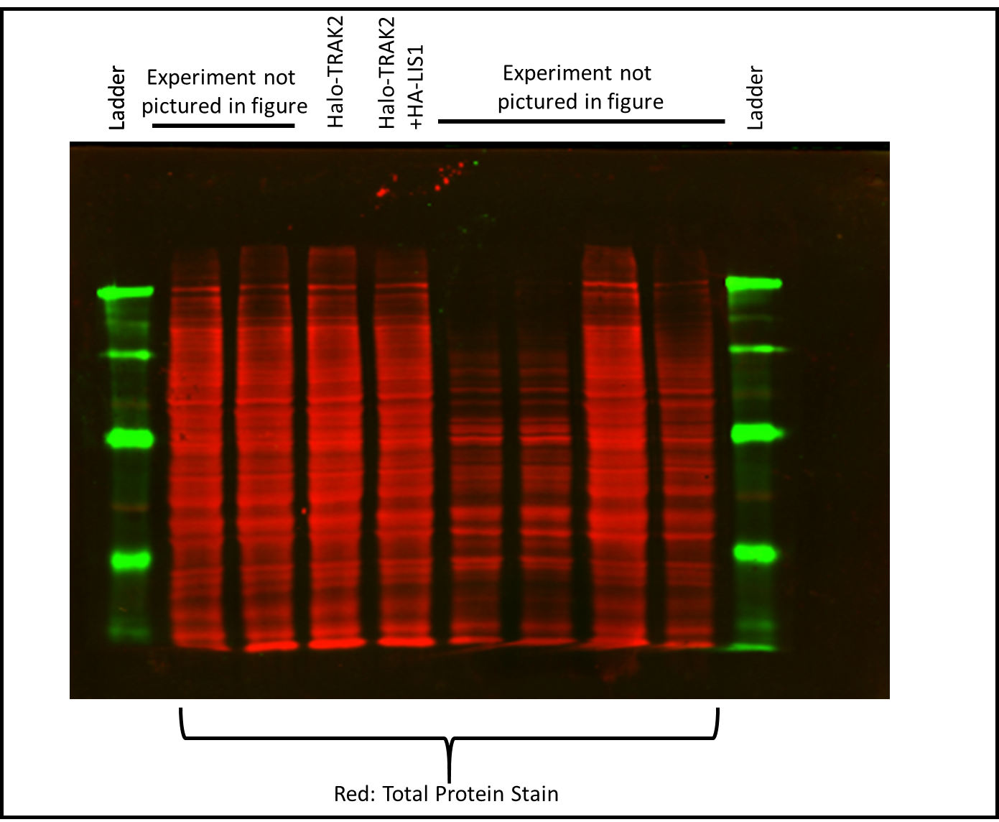 Ladder
Experiment not
pictured in figure
Halo-TRAK2
Halo-TRAK2
+HA-LIS1
Experiment not
pictured in figure
Ladder
Red: Total Protein Stain